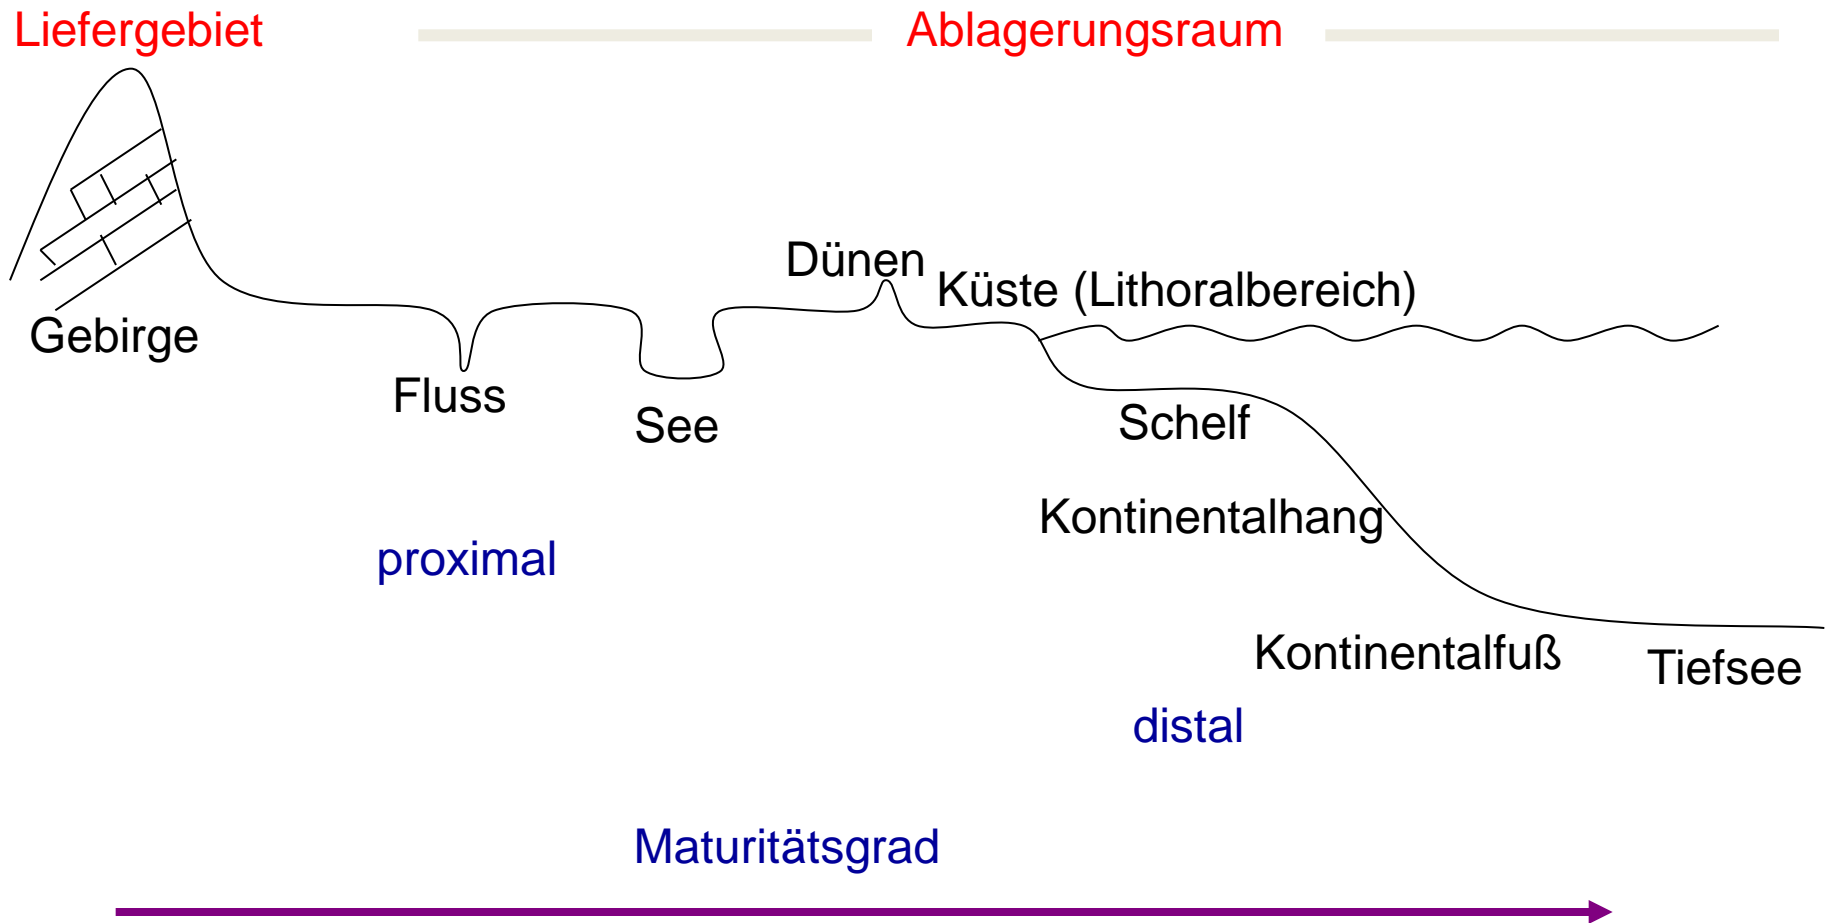 Liefergebiet
Ablagerungsraum
Dünen
Küste (Lithoralbereich)
Gebirge
Fluss
See
Schelf
Kontinentalhang
proximal
Kontinentalfuß
Tiefsee
distal
Maturitätsgrad